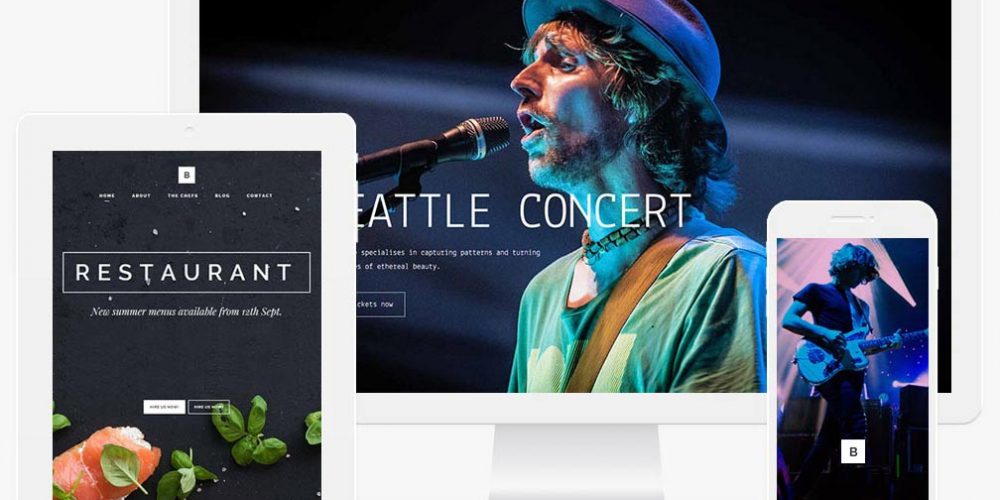 B
HOME ABOUT THE CHEFS BLOG CONTACT
RESTAURANT
New summer menus available from 12th Sept.
HIRE US NOW! HIRE US NOW!
EATTLE CONCERT
specialises in capturing patterns and turning
es of ethereal beauty.
ckets now
B